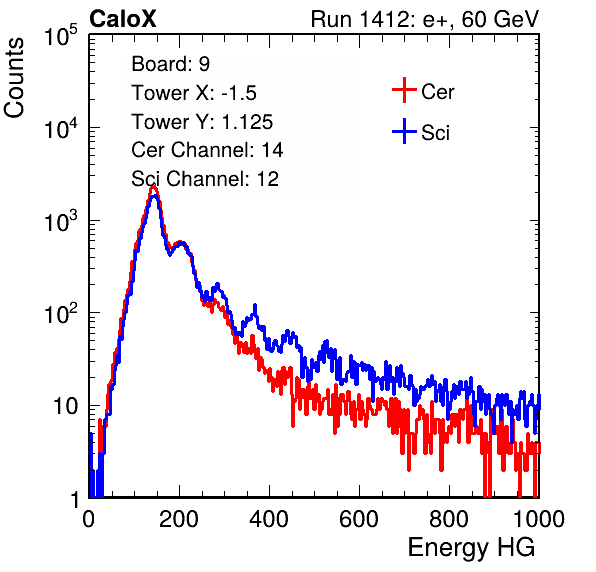 CaloX Run 1412: e+, 60 GeV
Counts
Board: 9
Tower X: -1.5
Tower Y: 1.125
Cer Channel: 14
Sci Channel: 12
Cer
Sci
10^5
10^4
10^3
10^2
10
1
0 200 400 600 800 1000
Energy HG